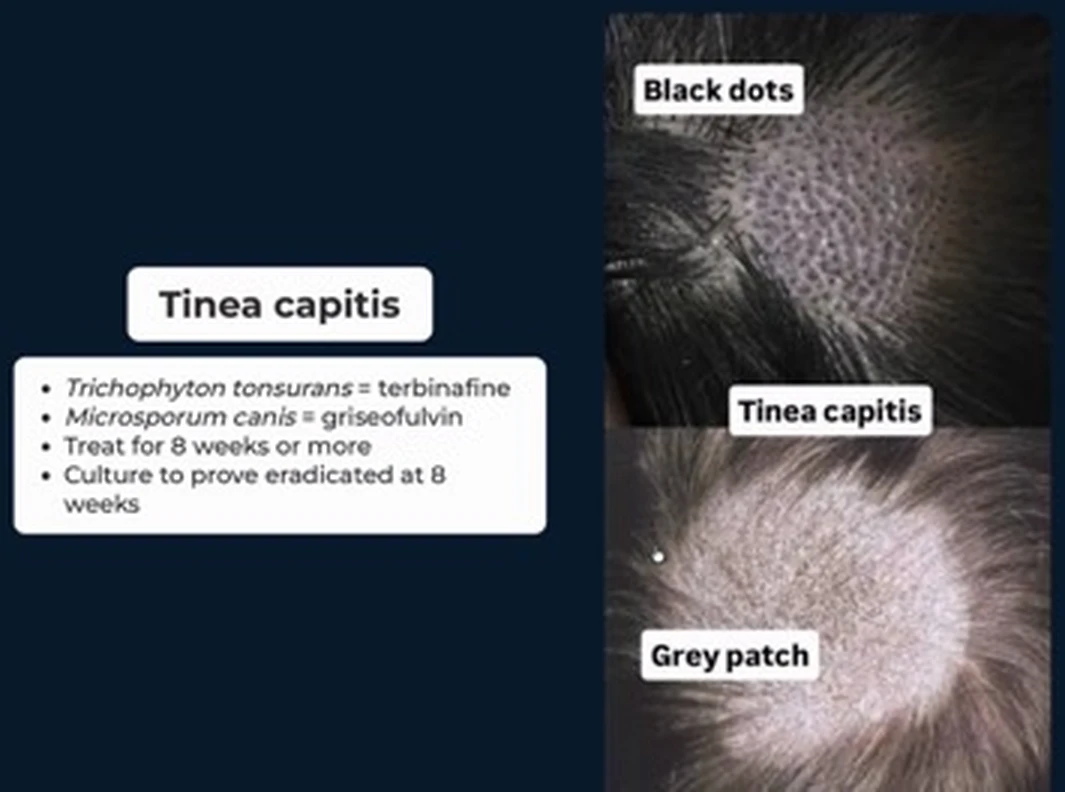 Tinea capitis
• Trichophyton tonsurans = terbinafine
• Microsporum canis = griseofulvin
• Treat for 8 weeks or more
• Culture to prove eradicated at 8
weeks
Black dots
Tinea capitis
Grey patch